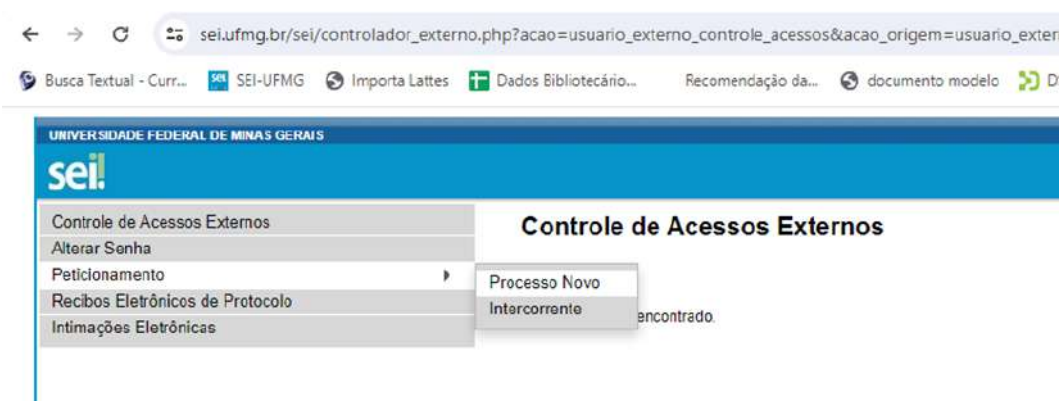 sei.ufmg.br/sei/controlador_externo.php?acao=usuario_externo_controle_acessos&acao_origem=usuario_exter
Busca Textual - Curr... SEI-UFMG Importa Lattes Dados Bibliotecário... Recomendação da... documento modelo
UNIVERSIDADE FEDERAL DE MINAS GERAIS
sei!
Controle de Acessos Externos
Controle de Acessos Externos
Alterar Senha
Peticionamento
Processo Novo
Recibos Eletrônicos de Protocolo
Intercorrente
encontrado.
Intimações Eletrônicas